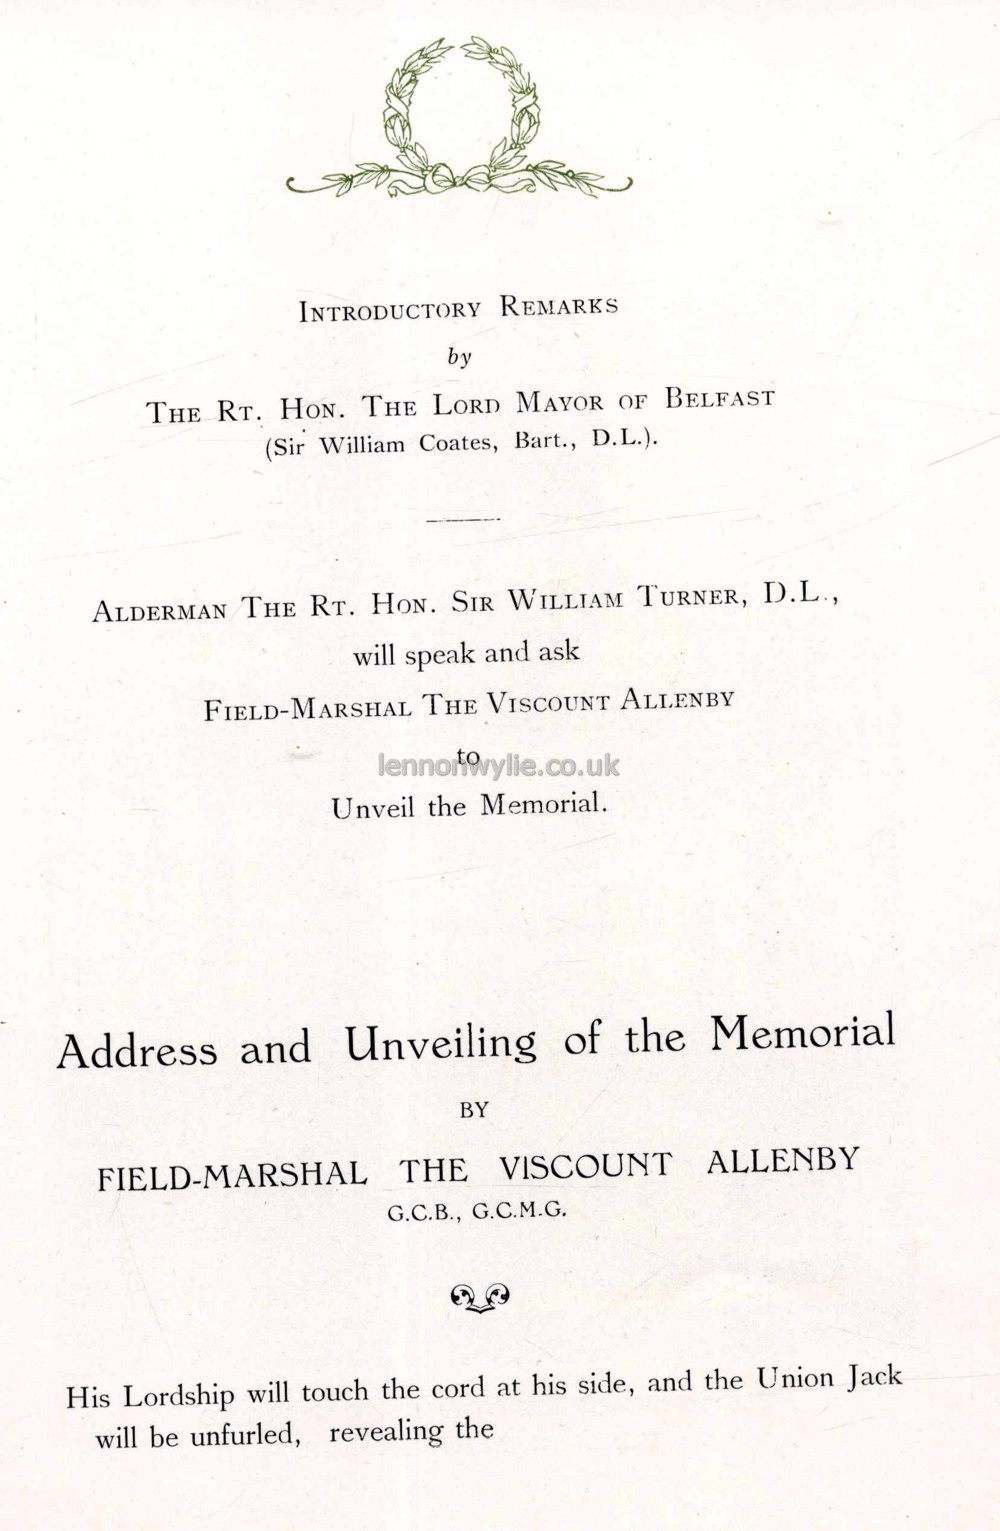 Introductory Remarks
by
The Rt. Hon. The Lord Mayor of Belfast
(Sir William Coates, Bart., D.L.).
Alderman The Rt. Hon. Sir William Turner, D.L.,
will speak and ask
Field-Marshal The Viscount Allenby
to
lennonwylie.co.uk
Unveil the Memorial.
Address and Unveiling of the Memorial
BY
FIELD-MARSHAL THE VISCOUNT ALLENBY
G.C.B., G.C.M.G.
His Lordship will touch the cord at his side, and the Union Jack
will be unfurled, revealing the